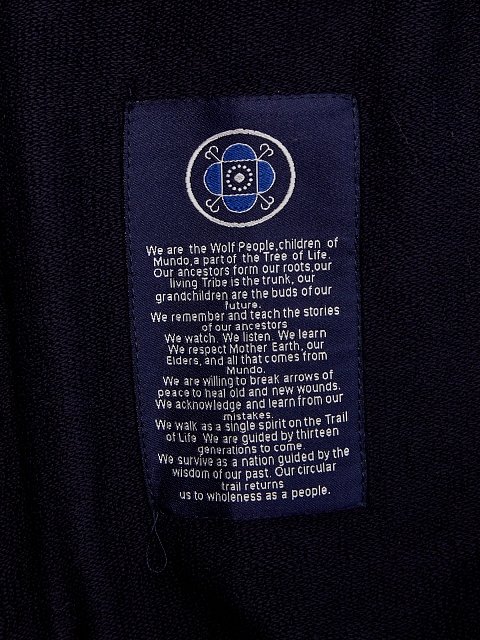 We are the Wolf People,children of
Mundo,a part of the Tree of Life.
Our ancestors form our roots,our
living Tribe is the trunk, our
grandchildren are the buds of our
future.
We remember and teach the stories
of our ancestors
We watch. We listen. We learn
We respect Mother Earth, our
Elders, and all that comes from
Mundo.
We are willing to break arrows of
peace to heal old and new wounds.
We acknowledge and learn from our
mistakes.
We walk as a single spirit on the Trail
of Life We are guided by thirteen
generations to come.
We survive as a nation guided by the
wisdom of our past. Our circular
trail returns
us to wholeness as a people.